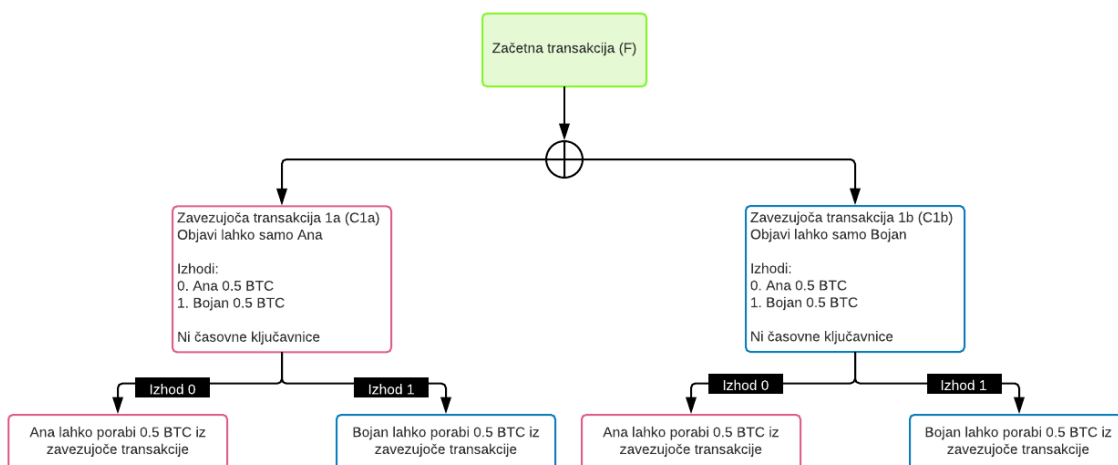 Začetna transakcija (F)
Zavezujoča transakcija 1a (C1a)
Objavi lahko samo Ana
Izhodi:
0. Ana 0.5 BTC
1. Bojan 0.5 BTC
Ni časovne ključavnice
Zavezujoča transakcija 1b (C1b)
Objavi lahko samo Bojan
Izhodi:
0. Ana 0.5 BTC
1. Bojan 0.5 BTC
Ni časovne ključavnice
Izhod 0
Izhod 1
Izhod 0
Izhod 1
Ana lahko porabi 0.5 BTC iz
zavezujoče transakcije
Bojan lahko porabi 0.5 BTC iz
zavezujoče transakcije
Ana lahko porabi 0.5 BTC iz
zavezujoče transakcije
Bojan lahko porabi 0.5 BTC iz
zavezujoče transakcije